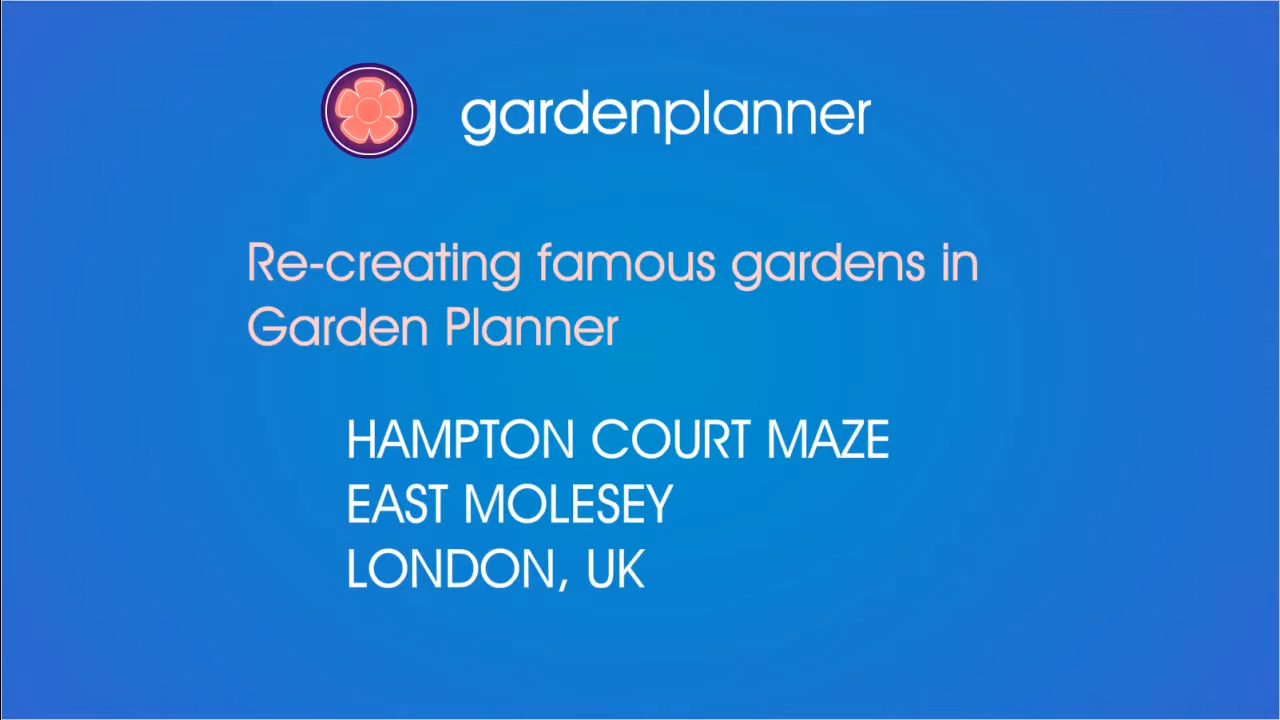 gardenplanner
Re-creating famous gardens in
Garden Planner
HAMPTON COURT MAZE
EAST MOLESEY
LONDON, UK